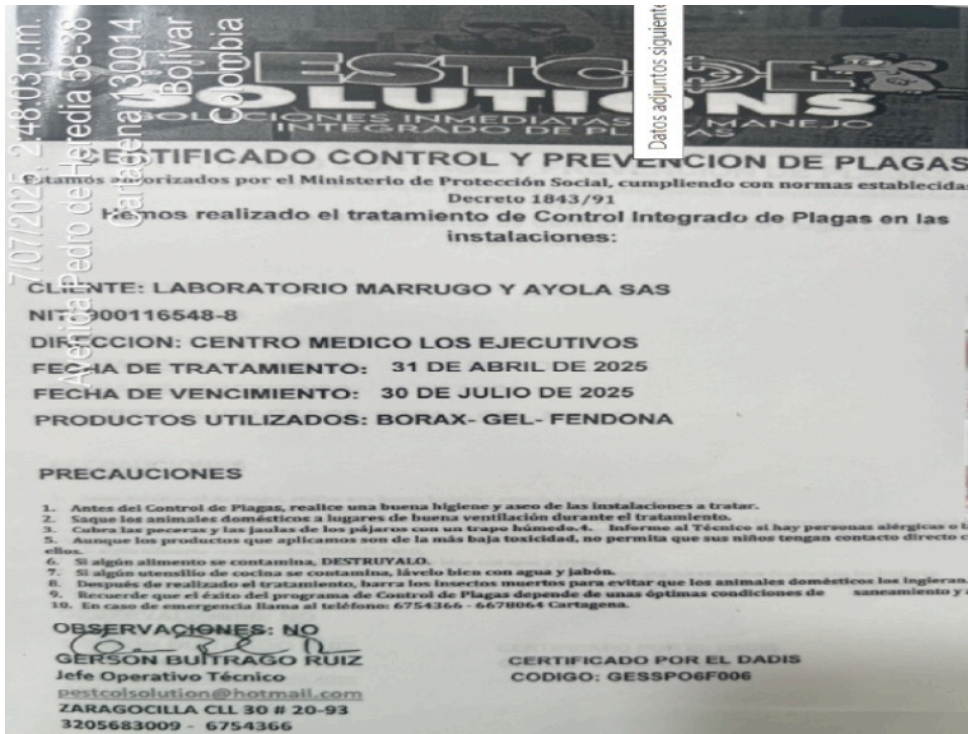 7/07/2025 2:48:03 p.m.
Avenida Pedro de Heredia 58-38
Cartagena 130014
Bolívar
Colombia
Datos adjuntos siguiente
PESTCOL
SOLUTIONS
SOLUCIONES INMEDIATAS MANEJO
INTEGRADO DE PLAGAS
CERTIFICADO CONTROL Y PREVENCION DE PLAGAS
Estamos autorizados por el Ministerio de Protección Social, cumpliendo con normas establecidas
Decreto 1843/91
Hemos realizado el tratamiento de Control Integrado de Plagas en las
instalaciones:
CLIENTE: LABORATORIO MARRUGO Y AYOLA SAS
NIT: 900116548-8
DIRECCION: CENTRO MEDICO LOS EJECUTIVOS
FECHA DE TRATAMIENTO: 31 DE ABRIL DE 2025
FECHA DE VENCIMIENTO: 30 DE JULIO DE 2025
PRODUCTOS UTILIZADOS: BORAX- GEL- FENDONA
PRECAUCIONES
1. Antes del Control de Plagas, realice una buena higiene y aseo de las instalaciones a tratar.
2. Saque los animales domésticos a lugares de buena ventilación durante el tratamiento.
3. Cubra las peceras y las jaulas de los pájaros con un trapo húmedo.4. Informe al Técnico si hay personas alérgicas o
5. Aunque los productos que aplicamos son de la más baja toxicidad, no permita que sus niños tengan contacto directo
ellos.
6. Si algún alimento se contamina, DESTRUYALO.
7. Si algún utensilio de cocina se contamina, lávelo bien con agua y jabón.
8. Después de realizado el tratamiento, barra los insectos muertos para evitar que los animales domésticos los ingieran.
9. Recuerde que el éxito del programa de Control de Plagas depende de unas óptimas condiciones de saneamiento y
10. En caso de emergencia llama al teléfono: 6754366 - 6678064 Cartagena.
OBSERVACIONES: NO
GERSON BUITRAGO RUIZ
Jefe Operativo Técnico
pestcolsolution@hotmail.com
ZARAGOCILLA CLL 30 # 20-93
3205683009 - 6754366
CERTIFICADO POR EL DADIS
CODIGO: GESSPO6F006